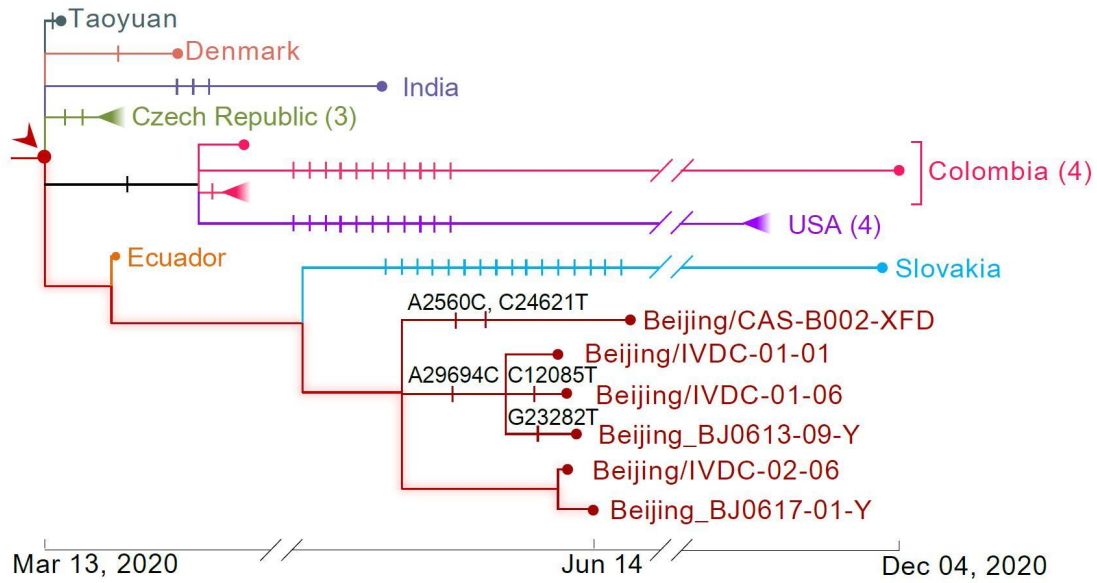 Taoyuan
Denmark
India
Czech Republic (3)
Colombia (4)
USA (4)
Ecuador
Slovakia
A2560C, C24621T
Beijing/CAS-B002-XFD
Beijing/IVDC-01-01
A29694C C12085T
Beijing/IVDC-01-06
G23282T
Beijing_BJ0613-09-Y
Beijing/IVDC-02-06
Beijing_BJ0617-01-Y
Mar 13, 2020 Jun 14 Dec 04, 2020